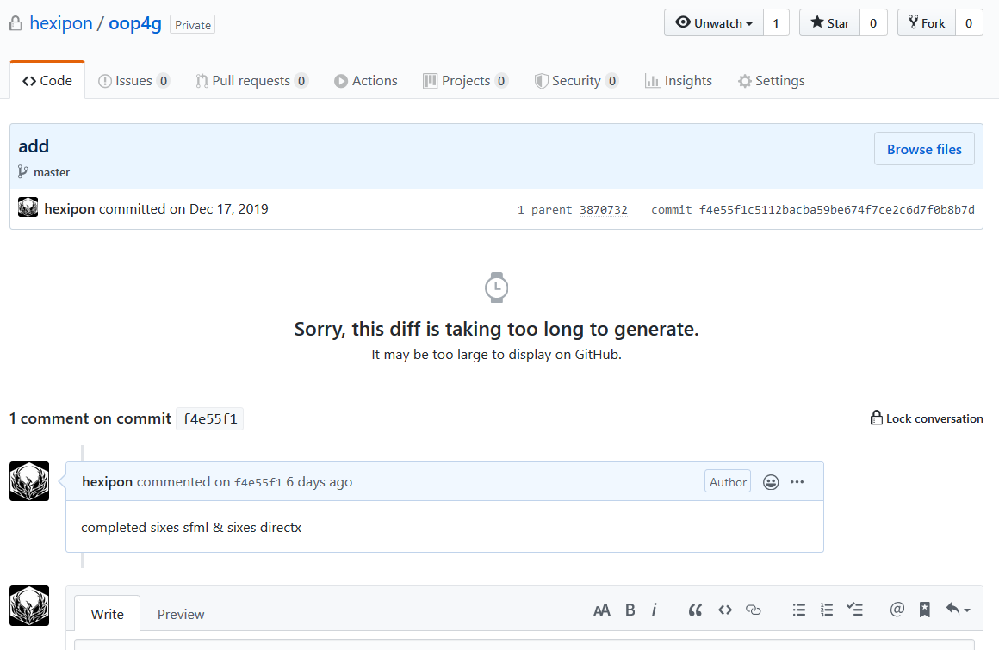 hexipon / oop4g Private Unwatch 1 Star 0 Fork 0
Code Issues 0 Pull requests 0 Actions Projects 0 Security 0 Insights Settings
add Browse files
master
hexipon committed on Dec 17, 2019 1 parent 3870732 commit f4e55f1c5112bacba59be674f7ce2c6d7f0b8b7d
Sorry, this diff is taking too long to generate.
It may be too large to display on GitHub.
1 comment on commit f4e55f1 Lock conversation
hexipon commented on f4e55f1 6 days ago Author
completed sixes sfml & sixes directx
Write Preview AA B i